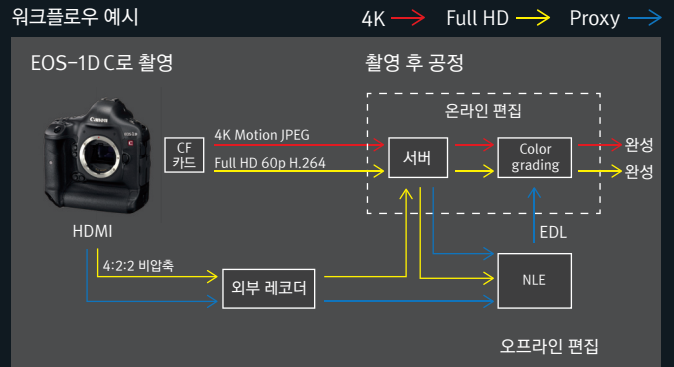 워크플로우 예시
4K
Full HD
Proxy
EOS-1D C로 촬영
촬영 후 공정
온라인 편집
Canon
CF
카드
4K Motion JPEG
Full HD 60p H.264
서버
Color
grading
완성
완성
HDMI
4:2:2 비압축
외부 레코더
EDL
NLE
오프라인 편집